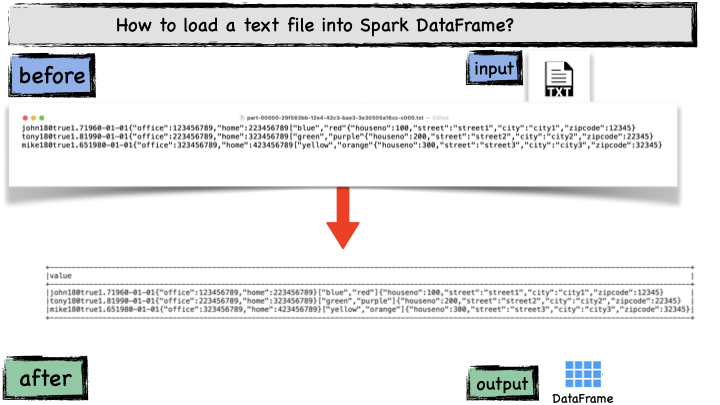 How to load a text file into Spark DataFrame?
before
input
TXT
part-00000-29f563bb-12e4-42c3-bae3-3e30505a16cc-c000.txt — Edited
john180true1.71960-01-01{"office":123456789,"home":223456789["blue","red"{"houseno":100,"street":"street1","city":"city1","zipcode":12345}
tony180true1.81990-01-01{"office":223456789,"home":323456789["green","purple"{"houseno":200,"street":"street2","city":"city2","zipcode":22345}
mike180true1.651980-01-01{"office":323456789,"home":423456789["yellow","orange"{"houseno":300,"street":"street3","city":"city3","zipcode":32345}
|value |
|john180true1.71960-01-01{"office":123456789,"home":223456789}["blue","red"]{"houseno":100,"street":"street1","city":"city1","zipcode":12345} |
|tony180true1.81990-01-01{"office":223456789,"home":323456789}["green","purple"]{"houseno":200,"street":"street2","city":"city2","zipcode":22345} |
|mike180true1.651980-01-01{"office":323456789,"home":423456789}["yellow","orange"]{"houseno":300,"street":"street3","city":"city3","zipcode":32345}|
after
output
DataFrame